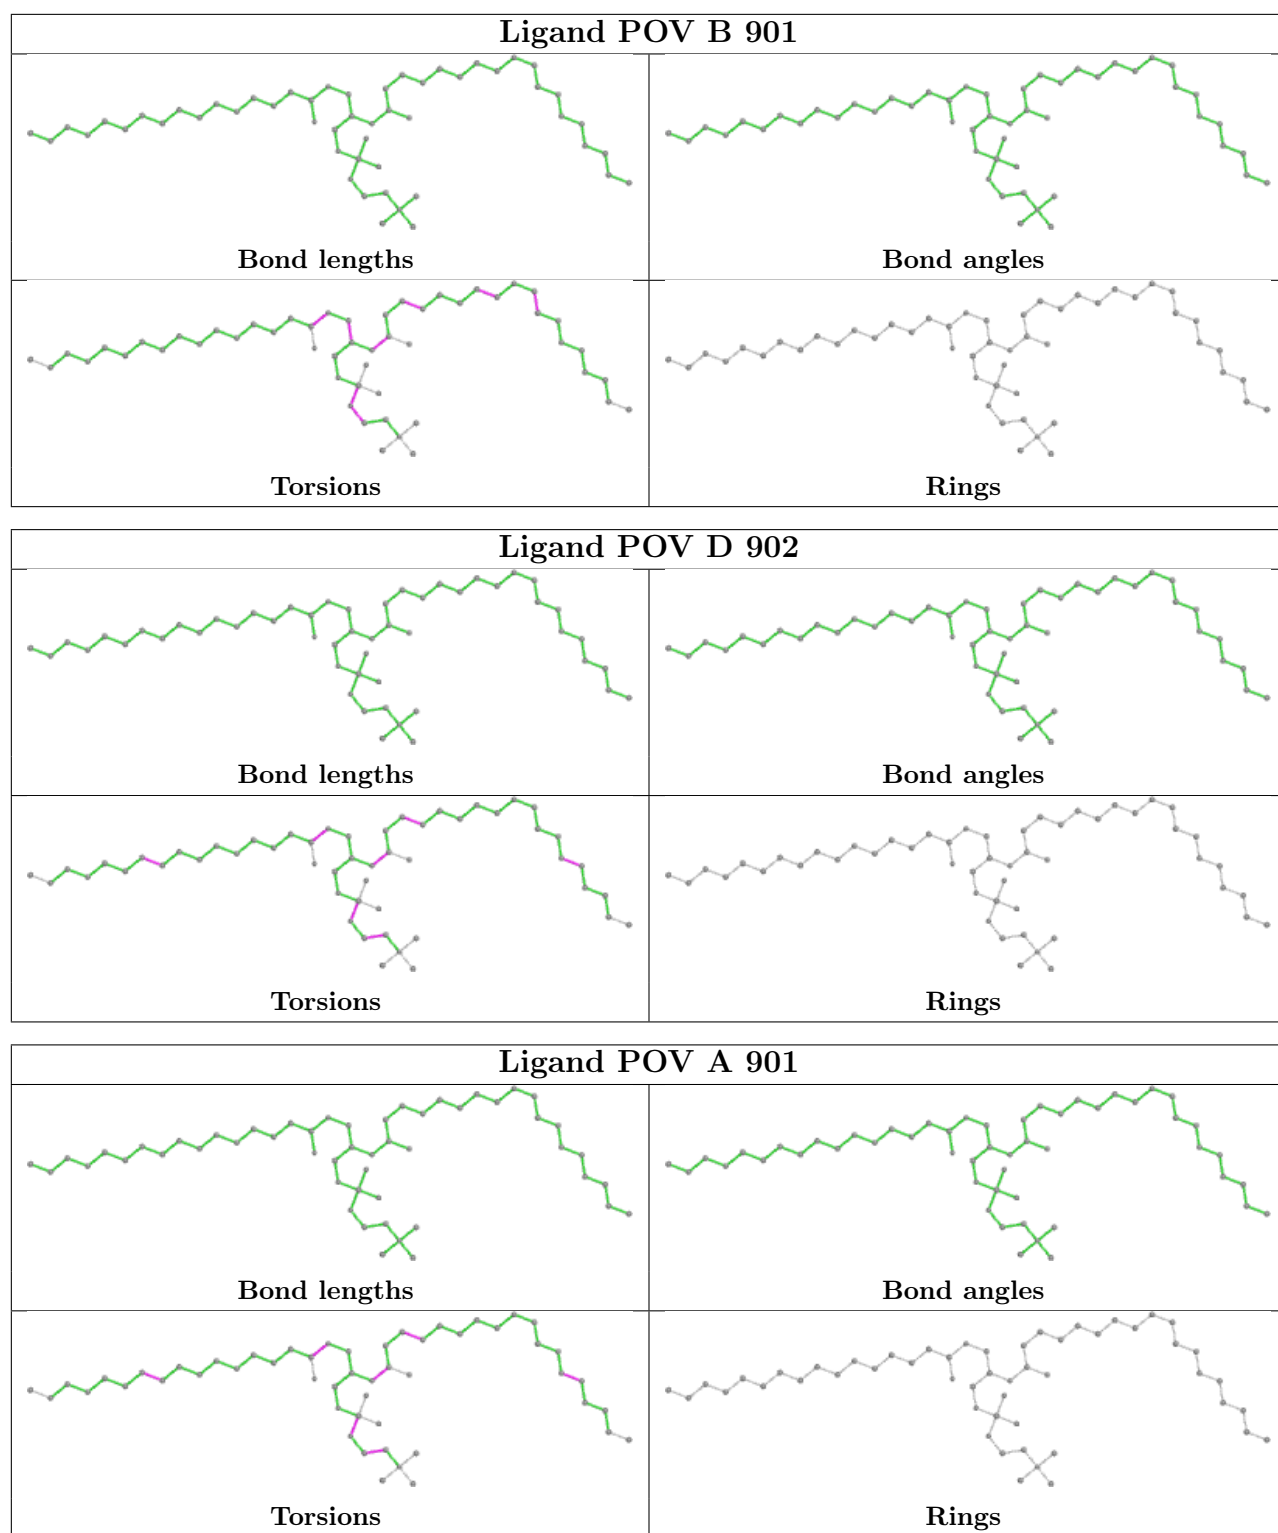 Ligand POV B 901
Bond lengths
Bond angles
Torsions
Rings
Ligand POV D 902
Bond lengths
Bond angles
Torsions
Rings
Ligand POV A 901
Bond lengths
Bond angles
Torsions
Rings